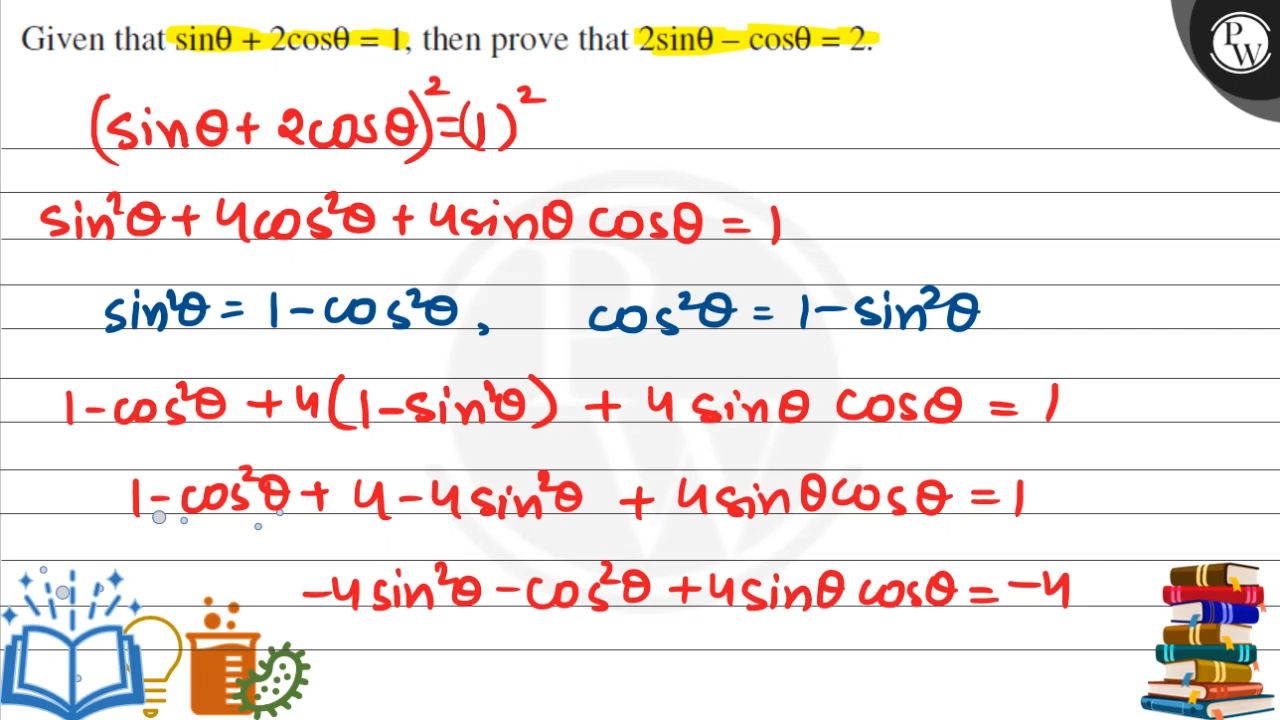 Given that sinθ + 2cosθ = 1, then prove that 2sinθ – cosθ = 2.
PW
(sinθ + 2cosθ)² = (1)²
sin²θ + 4cos²θ + 4sinθ cosθ = 1
sin²θ = 1 - cos²θ, cos²θ = 1 - sin²θ
1 - cos²θ + 4(1 - sin²θ) + 4 sinθ cosθ = 1
1 - cos²θ + 4 - 4sin²θ + 4sinθcosθ = 1
-4sin²θ - cos²θ + 4sinθ cosθ = -4